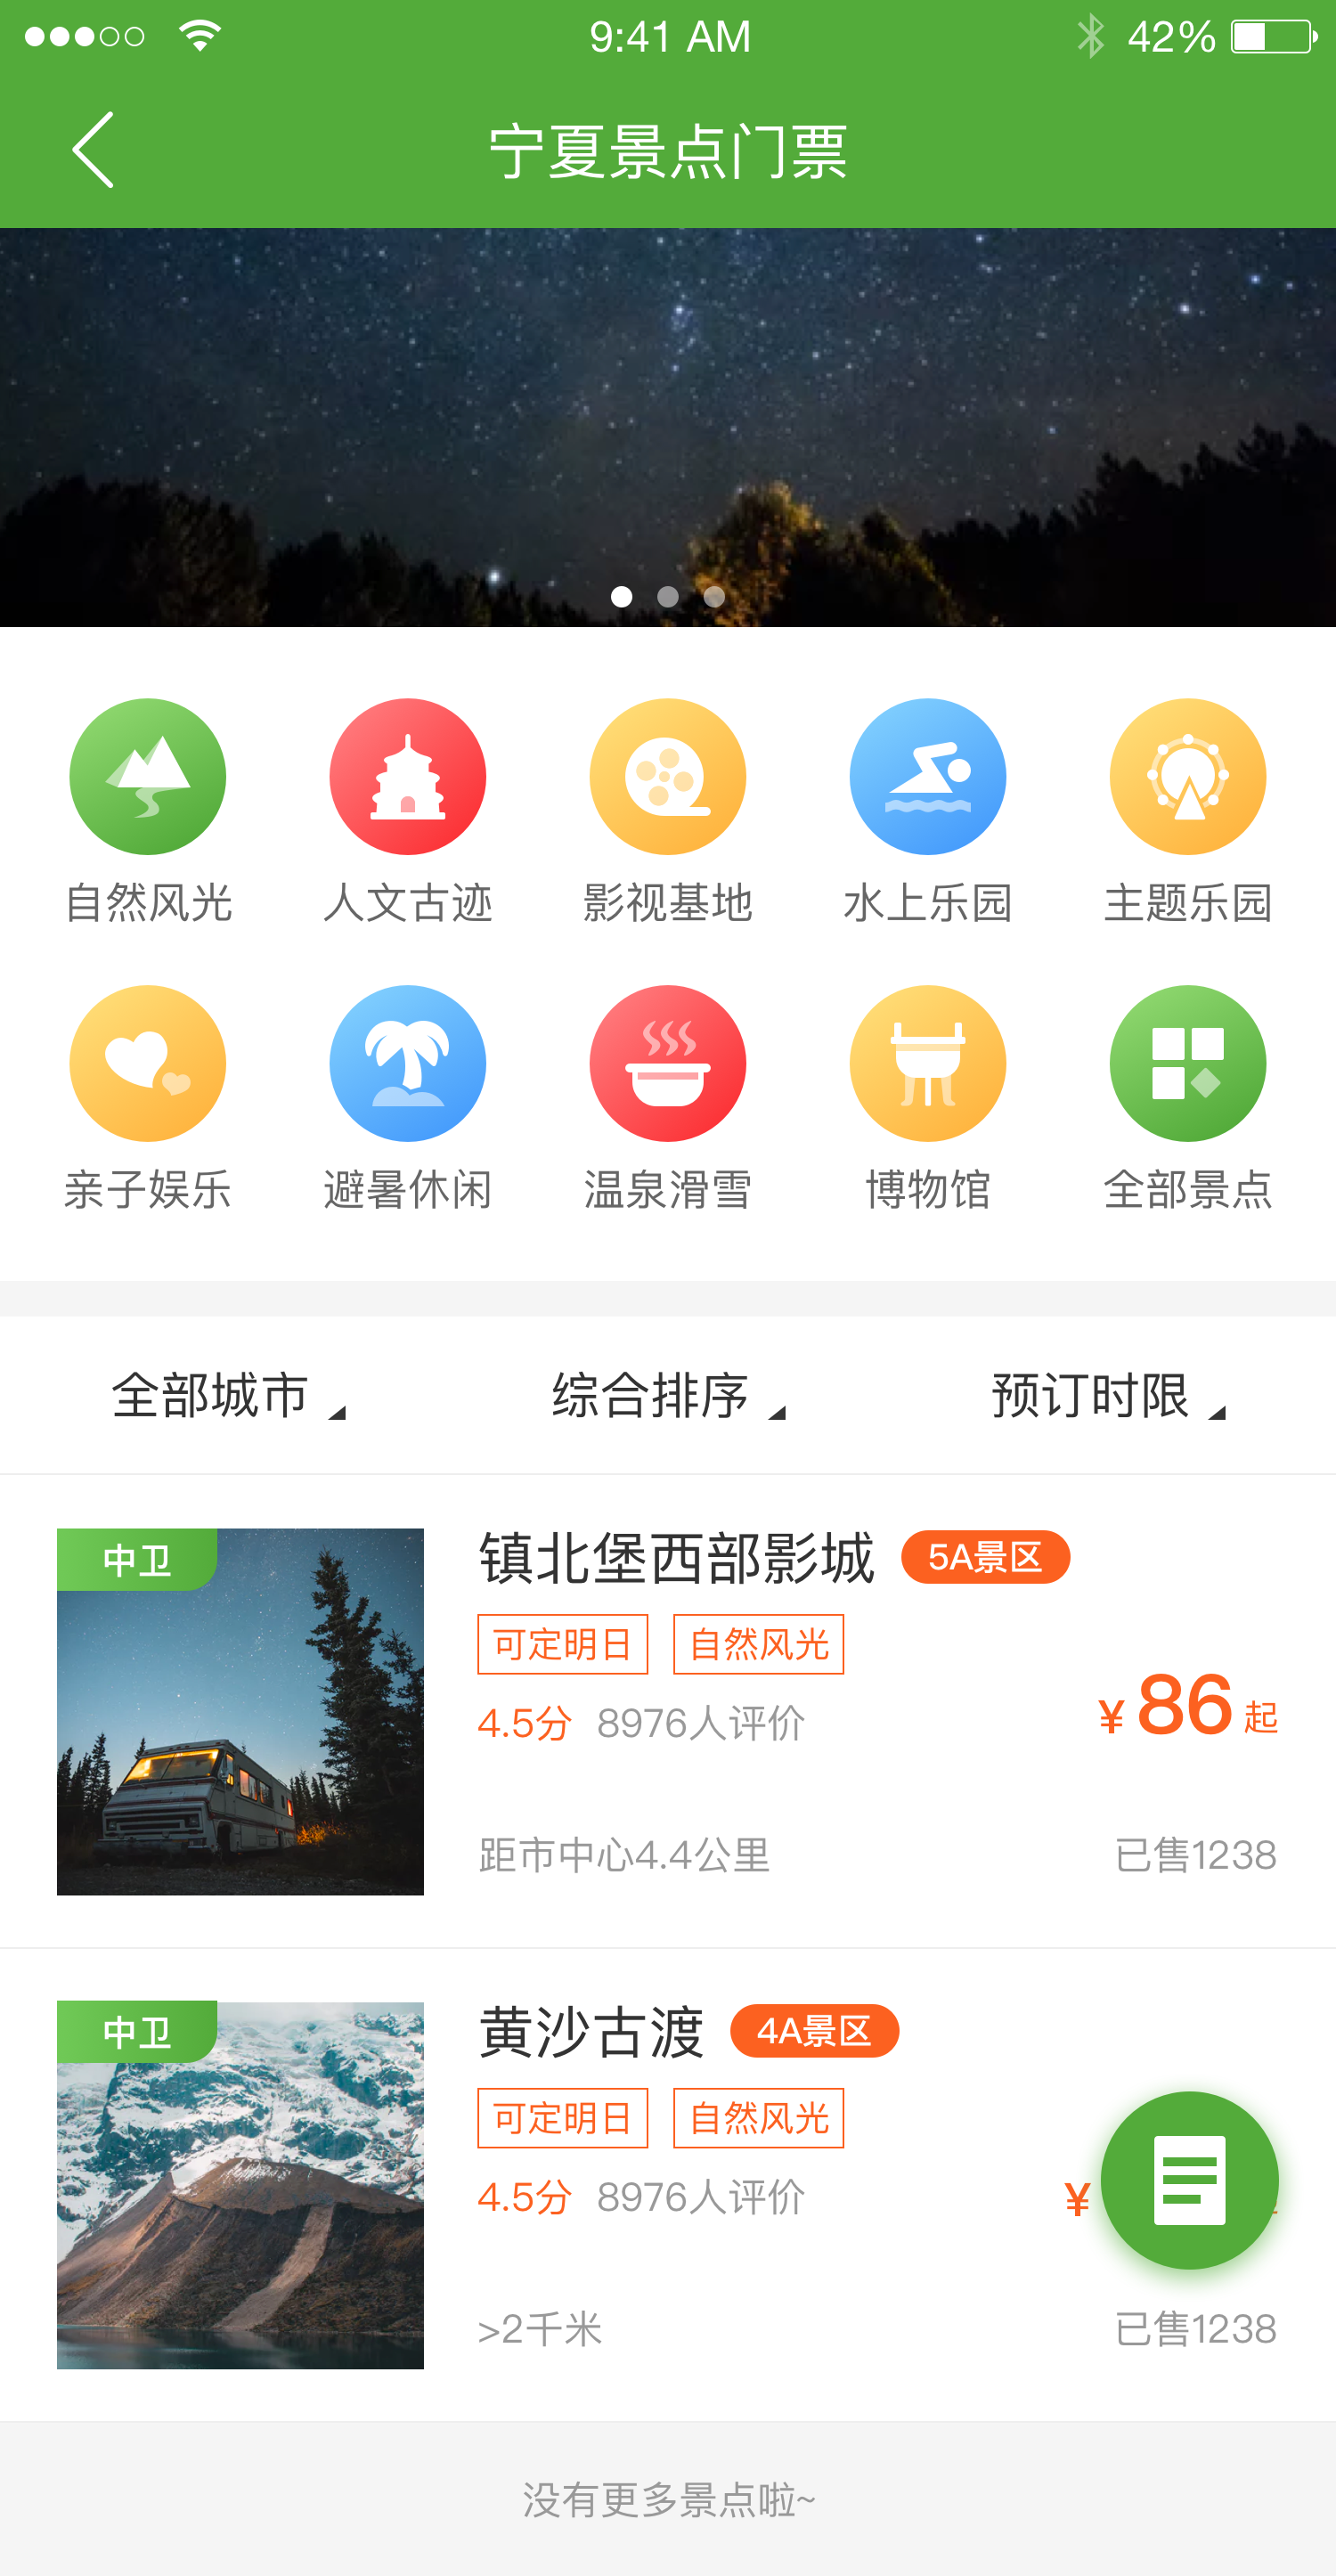 9:41 AM 42%
宁夏景点门票
自然风光 人文古迹 影视基地 水上乐园 主题乐园
亲子娱乐 避暑休闲 温泉滑雪 博物馆 全部景点
全部城市 综合排序 预订时限
中卫
镇北堡西部影城 5A景区
可定明日 自然风光
4.5分 8976人评价
¥86起
距市中心4.4公里 已售1238
中卫
黄沙古渡 4A景区
可定明日 自然风光
4.5分 8976人评价
¥
>2千米 已售1238
没有更多景点啦~